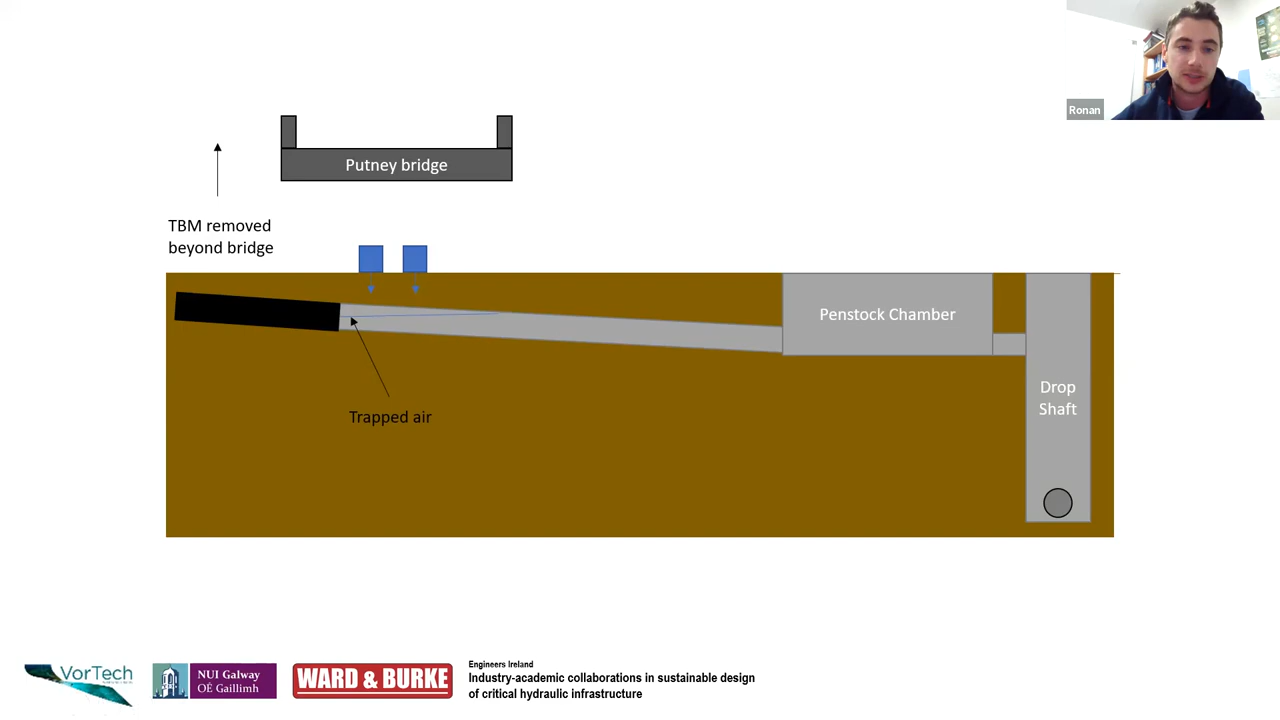 Ronan
Putney bridge
TBM removed
beyond bridge
Penstock Chamber
Drop
Shaft
Trapped air
VorTech
NUI Galway
OÉ Gaillimh
WARD & BURKE
Engineers Ireland
Industry-academic collaborations in sustainable design
of critical hydraulic infrastructure